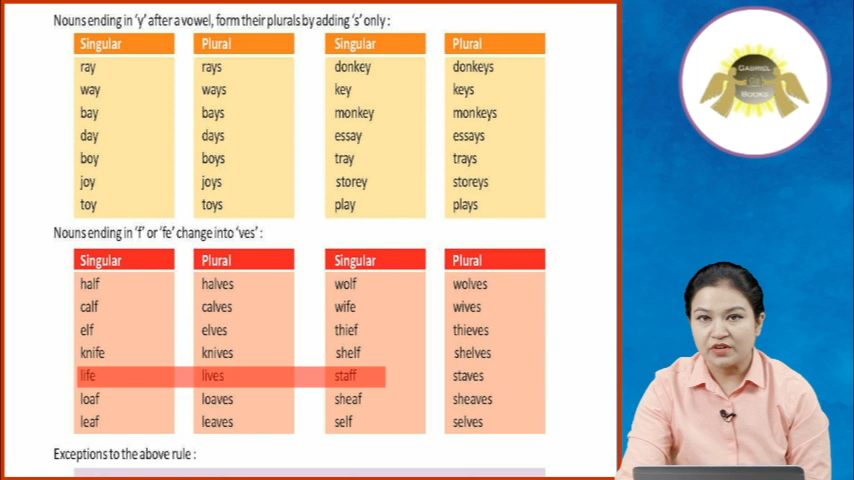 Nouns ending in 'y' after a vowel, form their plurals by adding 's' only :
Singular Plural Singular Plural
ray rays donkey donkeys
way ways key keys
bay bays monkey monkeys
day days essay essays
boy boys tray trays
joy joys storey storeys
toy toys play plays
Nouns ending in 'f' or 'fe' change into 'ves' :
Singular Plural Singular Plural
half halves wolf wolves
calf calves wife wives
elf elves thief thieves
knife knives shelf shelves
life lives staff staves
loaf loaves sheaf sheaves
leaf leaves self selves
Exceptions to the above rule :
GABRIEL
BOOKS